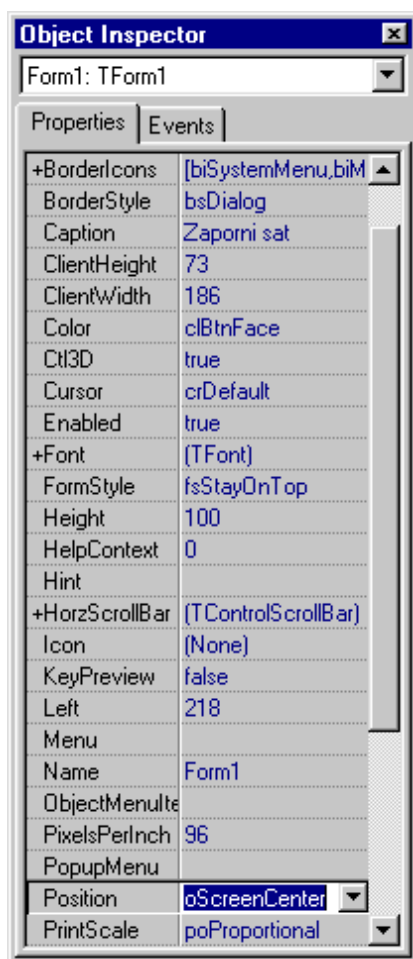 Object Inspector
Form1: TForm1
Properties Events
+BorderIcons [biSystemMenu,biM
BorderStyle bsDialog
Caption Zaporni sat
ClientHeight 73
ClientWidth 186
Color clBtnFace
Ctl3D true
Cursor crDefault
Enabled true
+Font (TFont)
FormStyle fsStayOnTop
Height 100
HelpContext 0
Hint
+HorzScrollBar (TControlScrollBar)
Icon (None)
KeyPreview false
Left 218
Menu
Name Form1
ObjectMenuIte
PixelsPerInch 96
PopupMenu
Position oScreenCenter
PrintScale poProportional